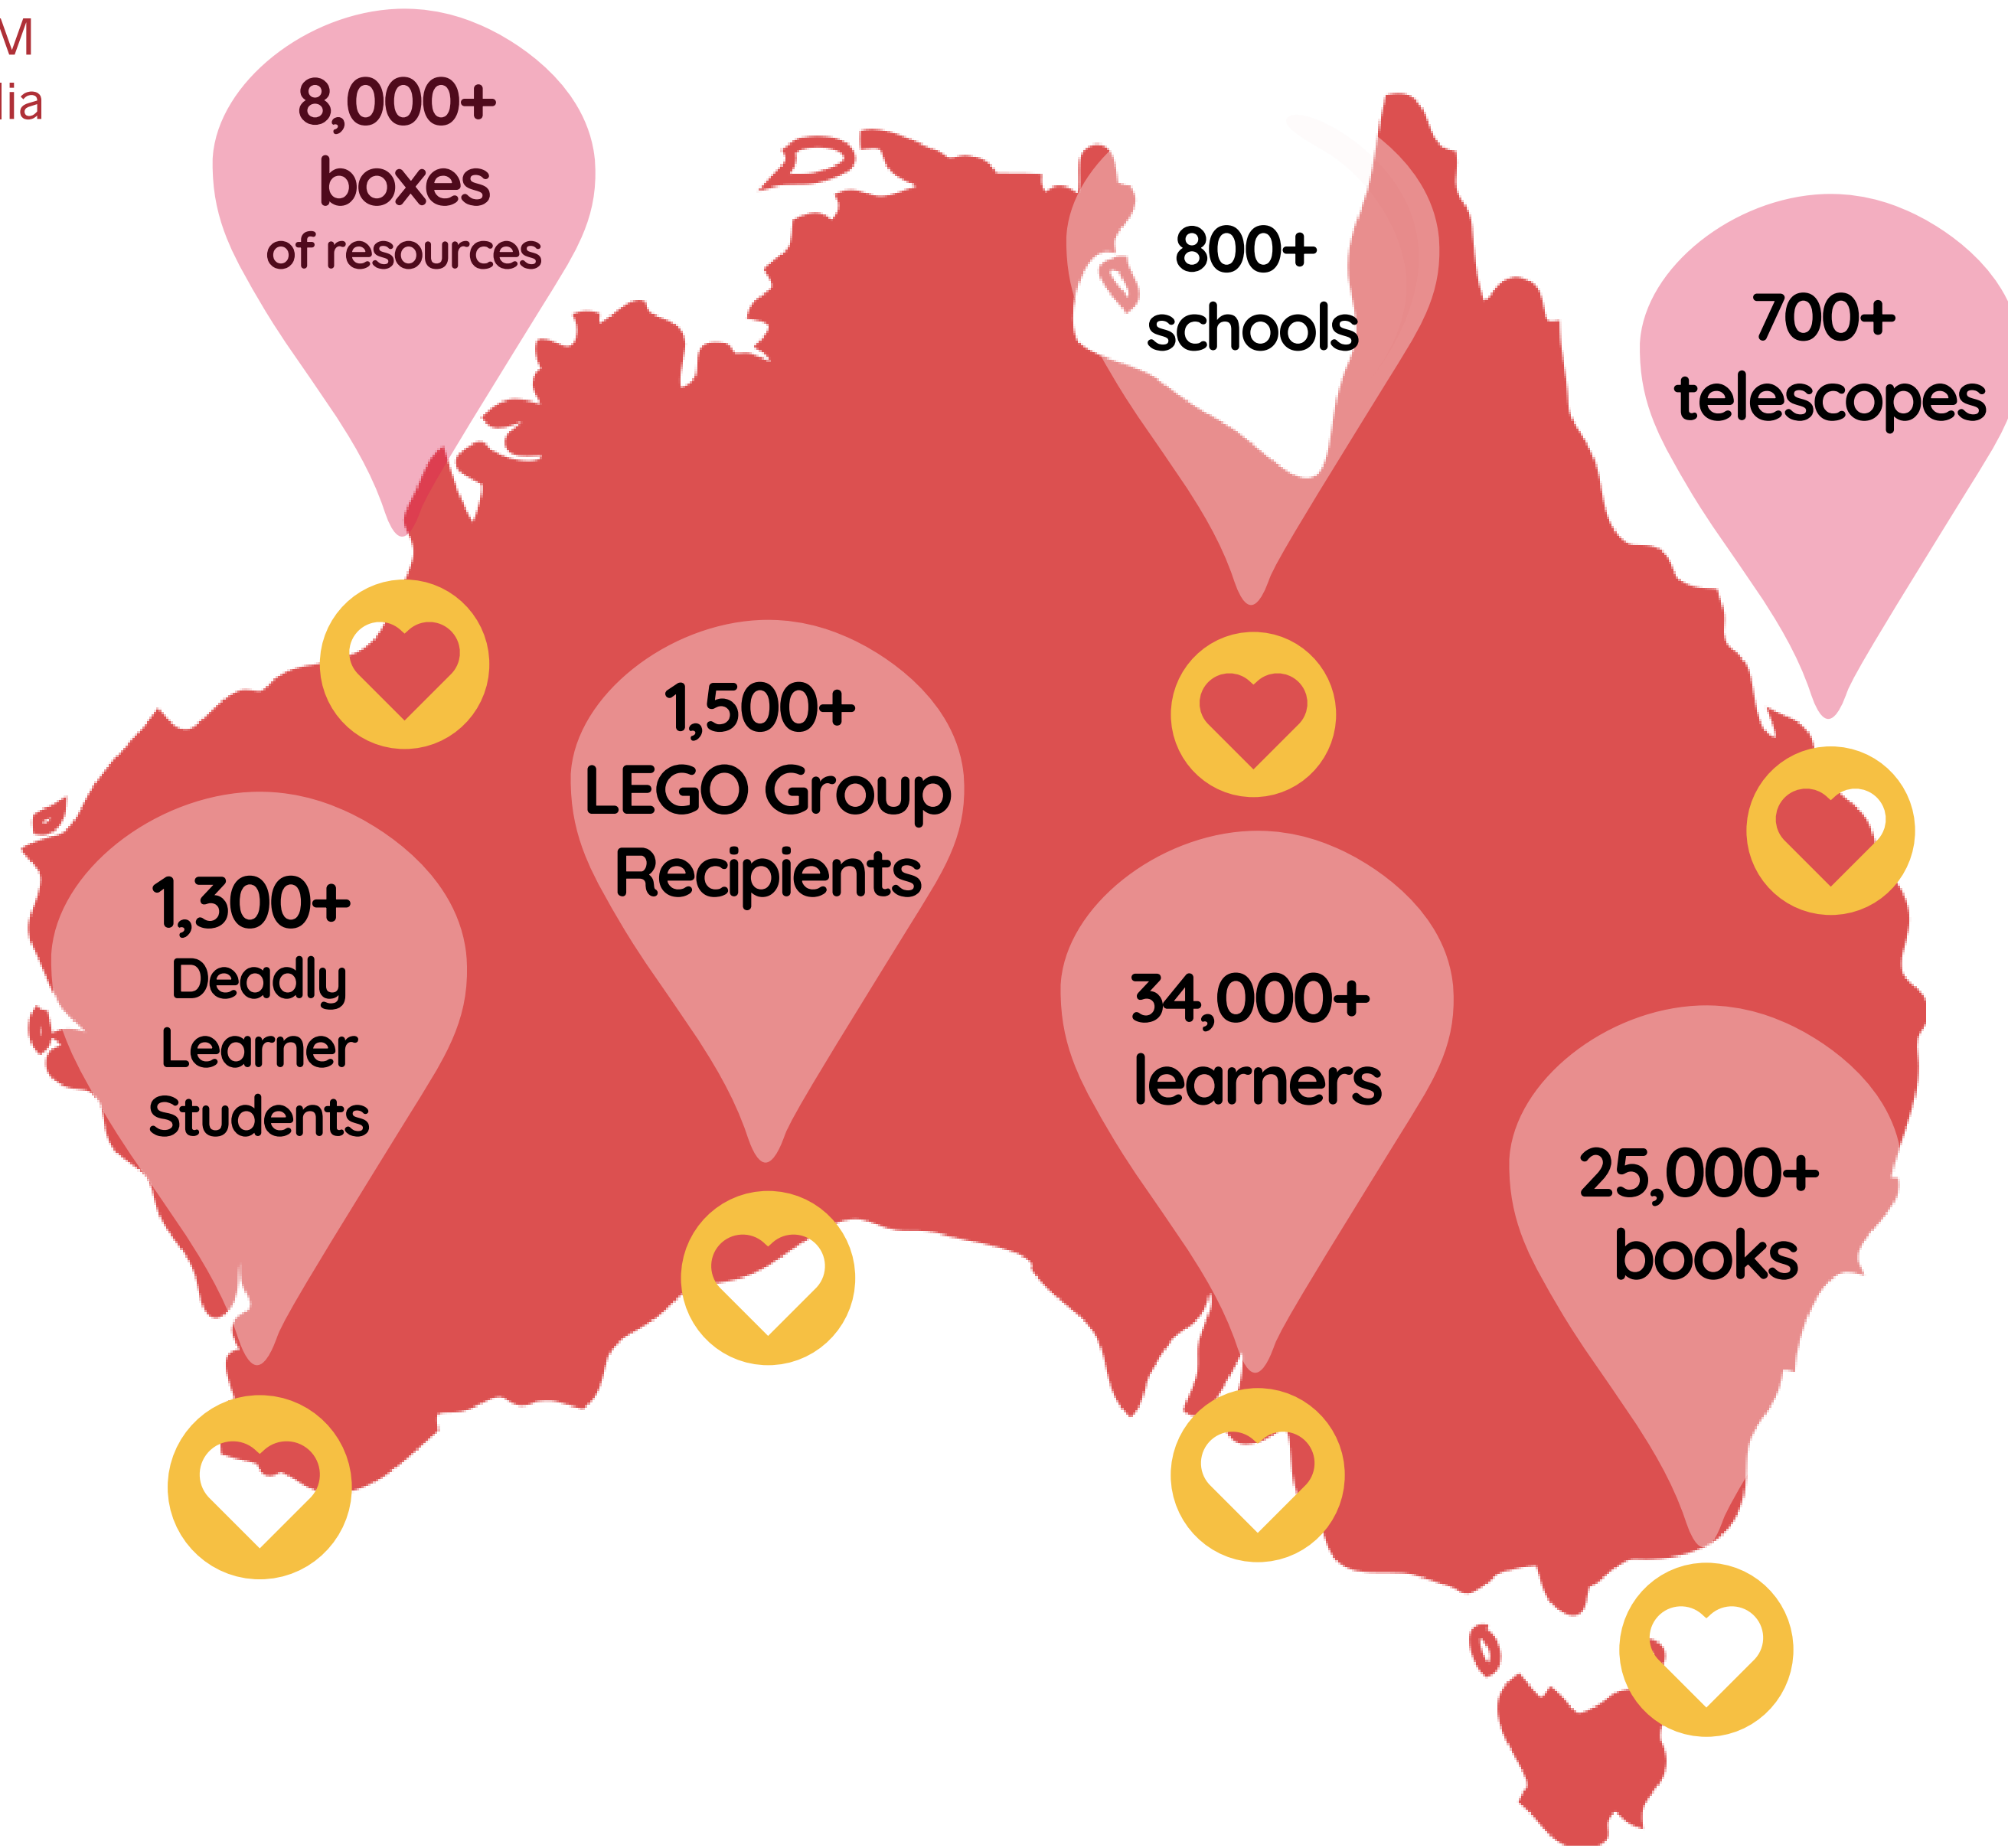 M
lia
8,000+
boxes
of resources
800+
schools
700+
telescopes
1,500+
LEGO Group
Recipients
1,300+
Deadly
Learner
Students
34,000+
learners
25,000+
books